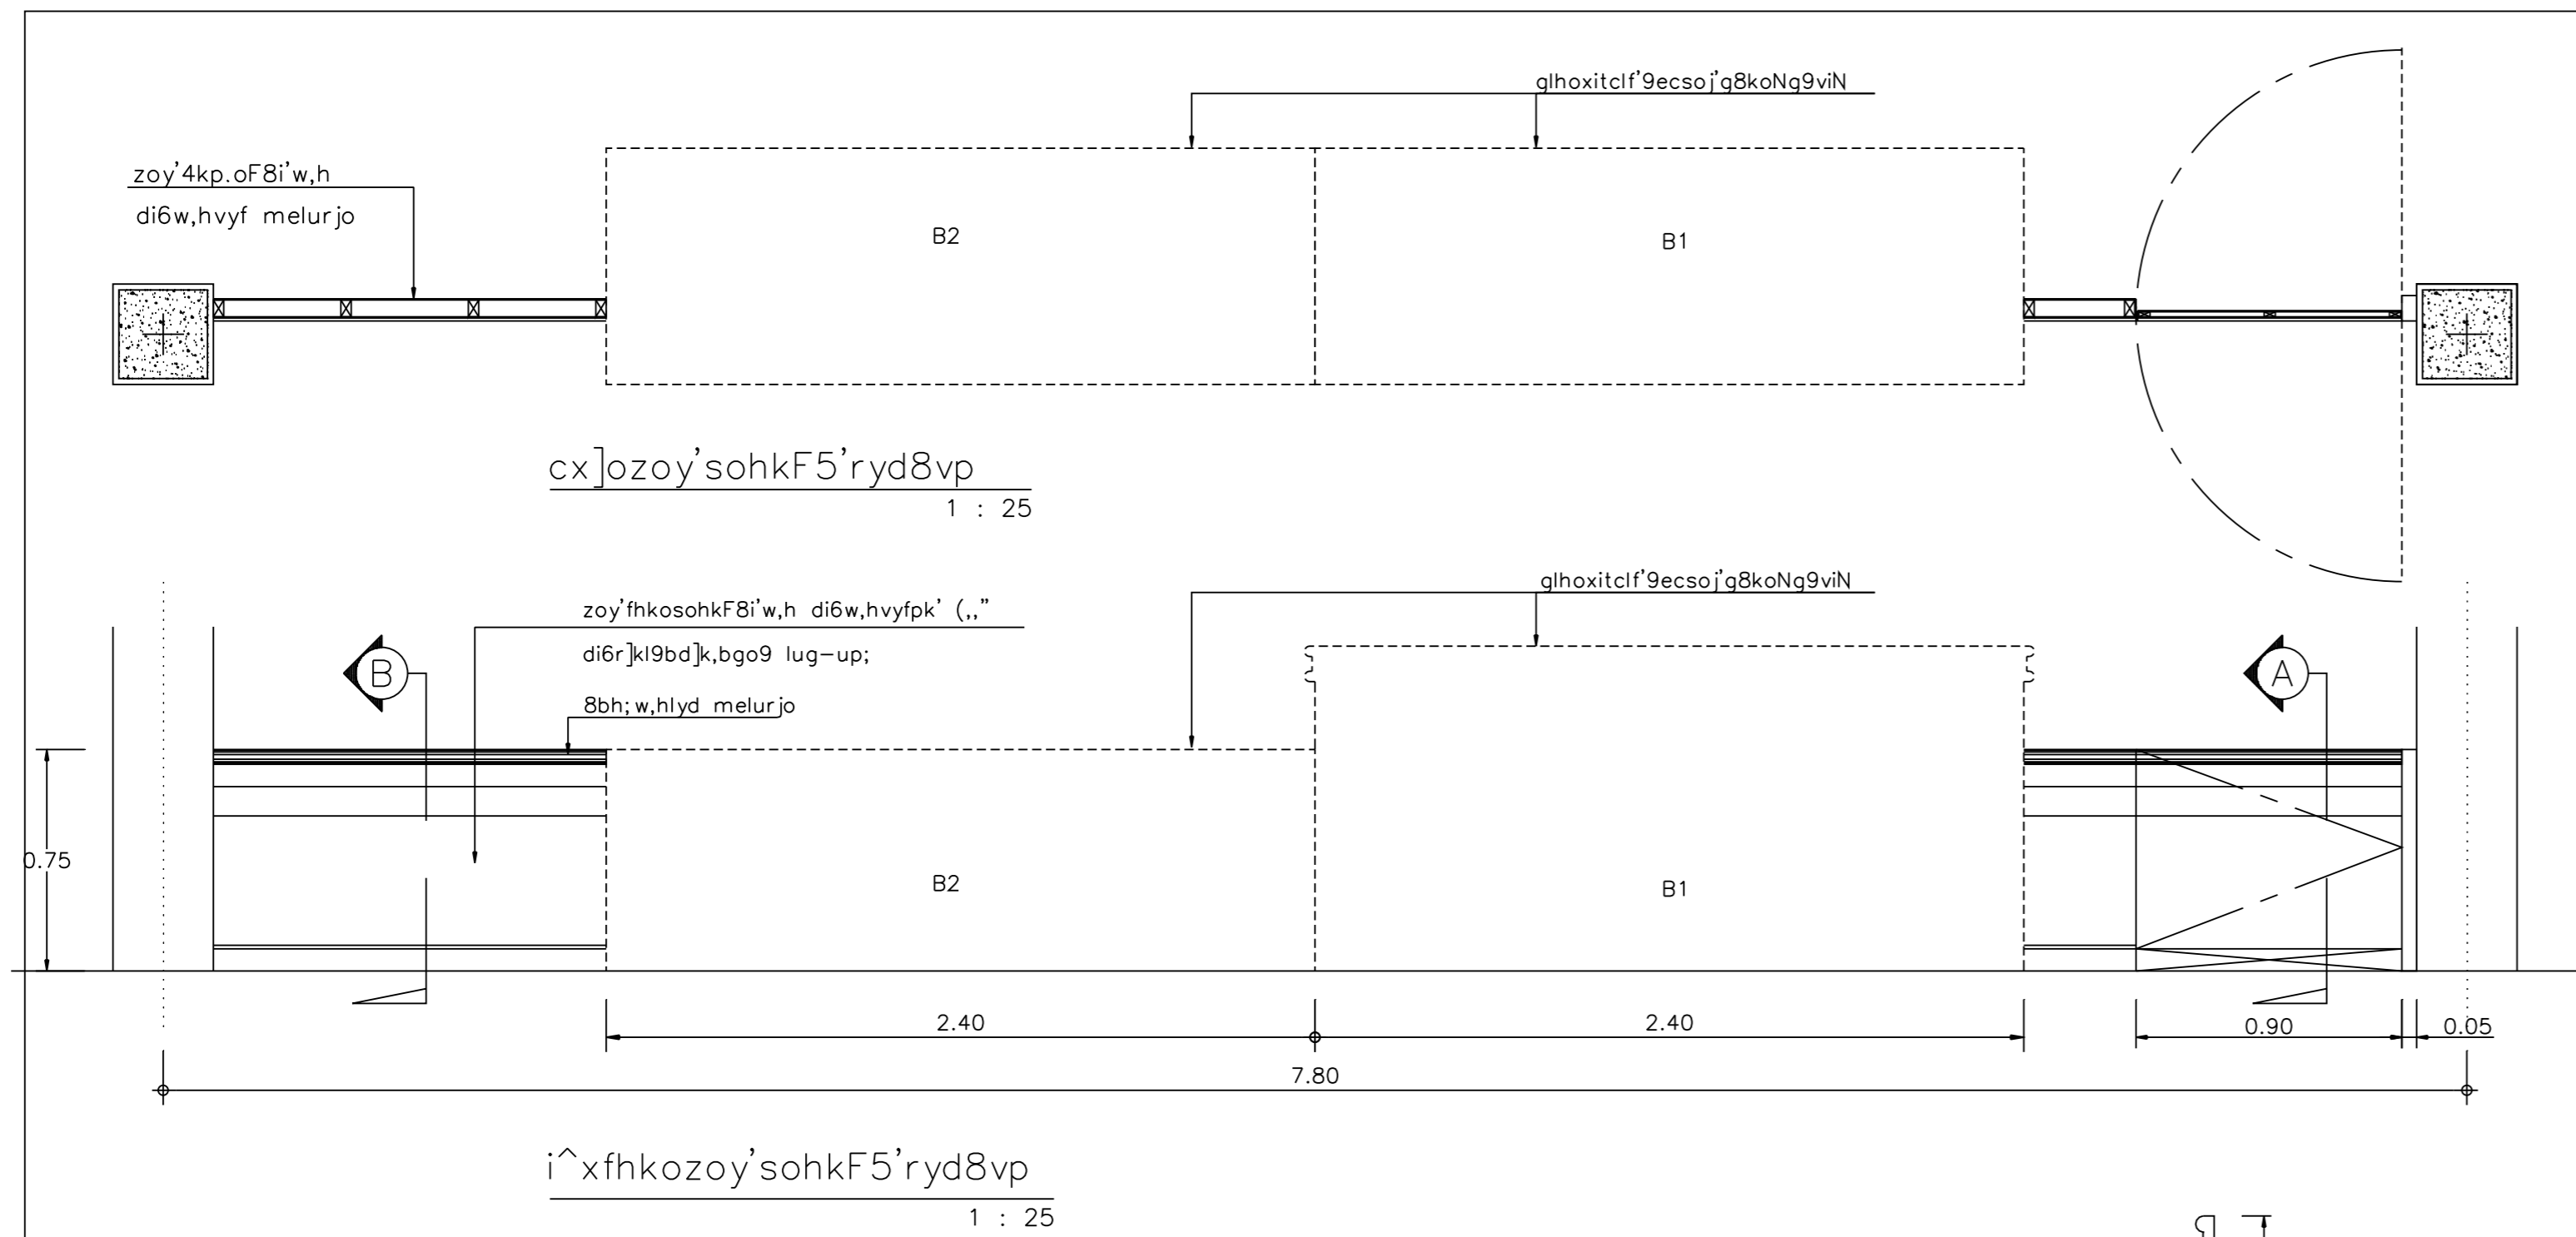 glhoxitclf'9ecsoj'g8koNg9viN
zoy'4kp.oF8i'w,h
di6w,hvyf melurjo
B2
B1
cx]ozoy'sohkF5'ryd8vp
1 : 25
glhoxitclf'9ecsoj'g8koNg9viN
zoy'fhkosohkF8i'w,h di6w,hvyfpk' (,,"
di6r]kl9bd]k,bgo9 lug-up;
8bh;w,hlyd melurjo
B
A
0.75
B2
B1
2.40
2.40
0.90
0.05
7.80
i^xfhkozoy'sohkF5'ryd8vp
1 : 25